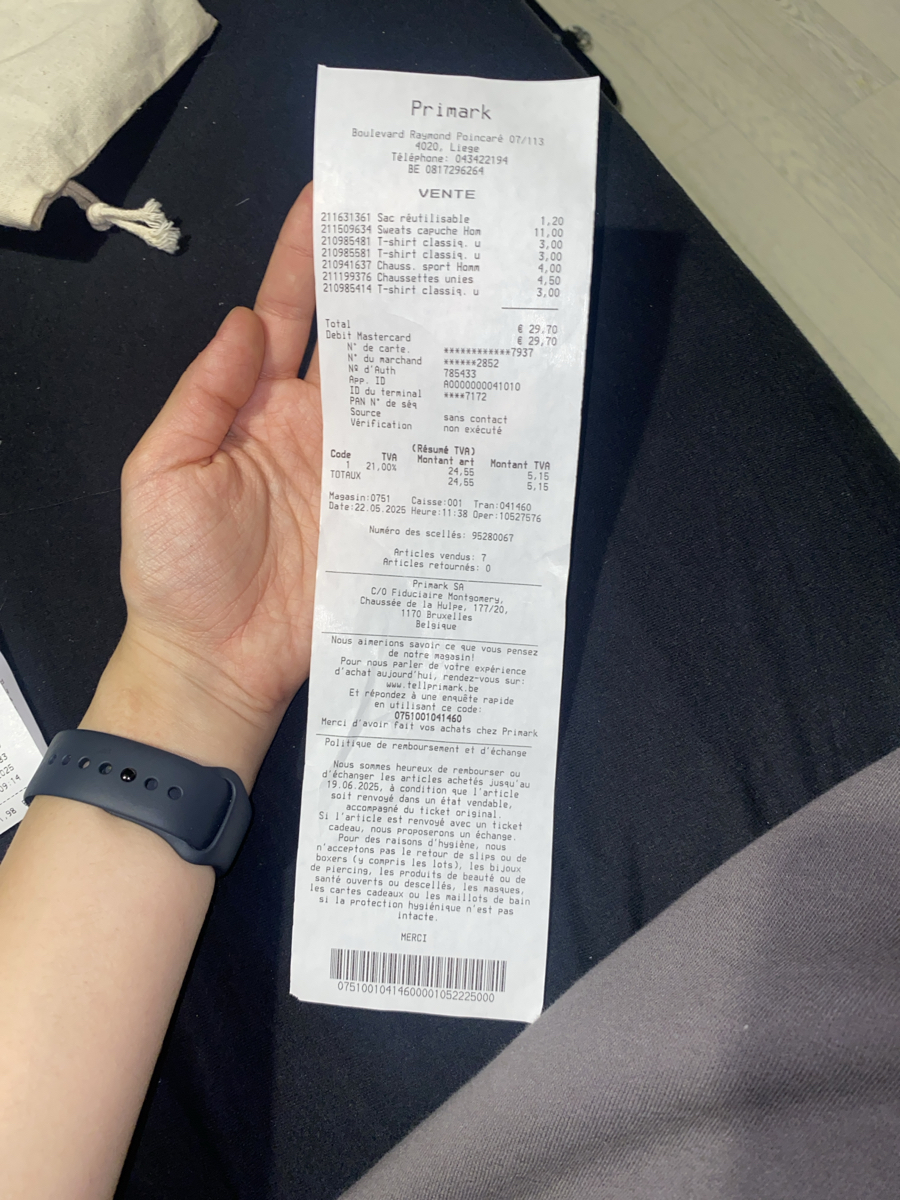 Primark
Boulevard Raymond Poincaré 07/113
4020, Liege
Téléphone: 043422194
BE 0817296264
VENTE
211631361 Sac réutilisable 1,20
211509634 Sweats capuche Hom 11,00
210985481 T-shirt classiq. u 3,00
210985581 T-shirt classiq. u 3,00
210941637 Chauss. sport Homm 4,00
211199376 Chaussettes unies 4,50
210985414 T-shirt classiq. u 3,00
Total € 29,70
Debit Mastercard € 29,70
N° de carte. ************7937
N° du marchand ******2852
Nº d'Auth 785433
App. ID A0000000041010
ID du terminal ****7172
PAN N° de séq
Source sans contact
Vérification non exécuté
(Résumé TVA)
Code TVA Montant art Montant TVA
1 21,00% 24,55 5,15
TOTAUX 24,55 5,15
Magasin:0751 Caisse:001 Tran:041460
Date:22.05.2025 Heure:11:38 Oper:10527576
Numéro des scellés: 95280067
Articles vendus: 7
Articles retournés: 0
Primark SA
C/O Fiduciaire Montgomery,
Chaussée de la Hulpe, 177/20,
1170 Bruxelles
Belgique
Nous aimerions savoir ce que vous pensez
de notre magasin!
Pour nous parler de votre expérience
d'achat aujourd'hui, rendez-vous sur:
www.tellprimark.be
Et répondez à une enquête rapide
en utilisant ce code:
0751001041460
Merci d'avoir fait vos achats chez Primark
Politique de remboursement et d'échange
Nous sommes heureux de rembourser ou
d'échanger les articles achetés jusqu'au
19.06.2025, à condition que l'article
soit renvoyé dans un état vendable,
accompagné du ticket original.
Si l'article est renvoyé avec un ticket
cadeau, nous proposerons un échange.
Pour des raisons d'hygiène, nous
n'acceptons pas le retour de slips ou de
boxers (y compris les lots), les bijoux
de piercing, les produits de beauté ou de
santé ouverts ou descellés, les masques,
les cartes cadeaux ou les maillots de bain
si la protection hygiénique n'est pas
intacte.
MERCI
07510010414600001052225000